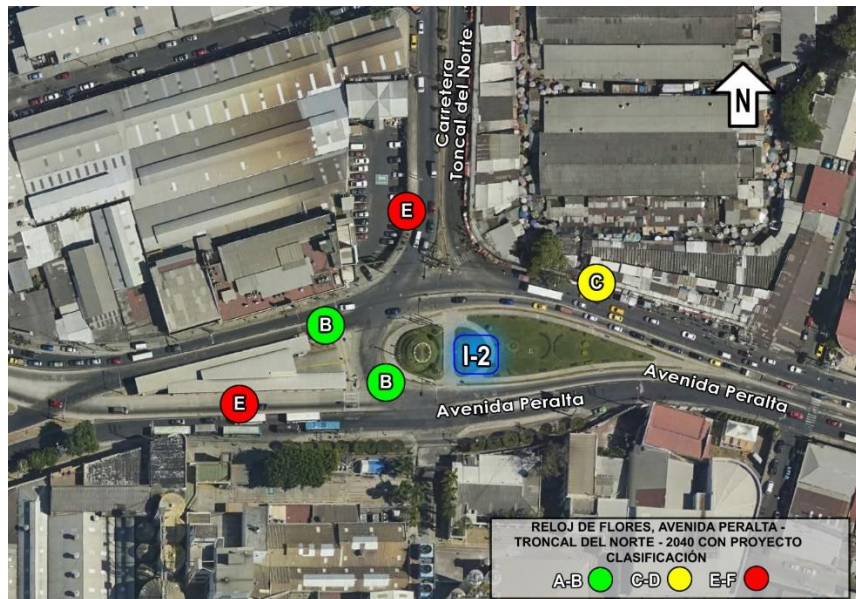 Carretera
Toncal del Norte
N
E
C
B
I-2
B
E
Avenida Peralta
Avenida Peralta
RELOJ DE FLORES, AVENIDA PERALTA -
TRONCAL DEL NORTE - 2040 CON PROYECTO
CLASIFICACIÓN
A-B C-D E-F